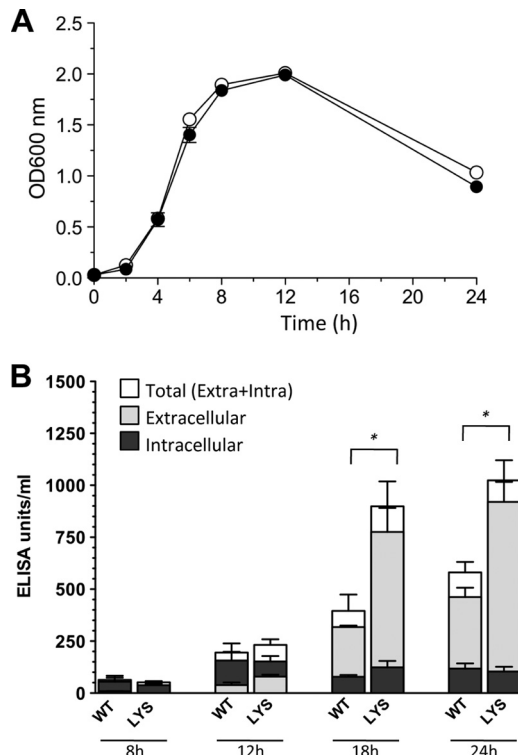 A
2.5
2.0
1.5
1.0
0.5
0.0
OD600 nm
0 4 8 12 16 20 24
Time (h)
B
1500
1250
1000
750
500
250
0
ELISA units/ml
Total (Extra+Intra)
Extracellular
Intracellular
* *
WT LYS WT LYS WT LYS WT LYS
8h 12h 18h 24h